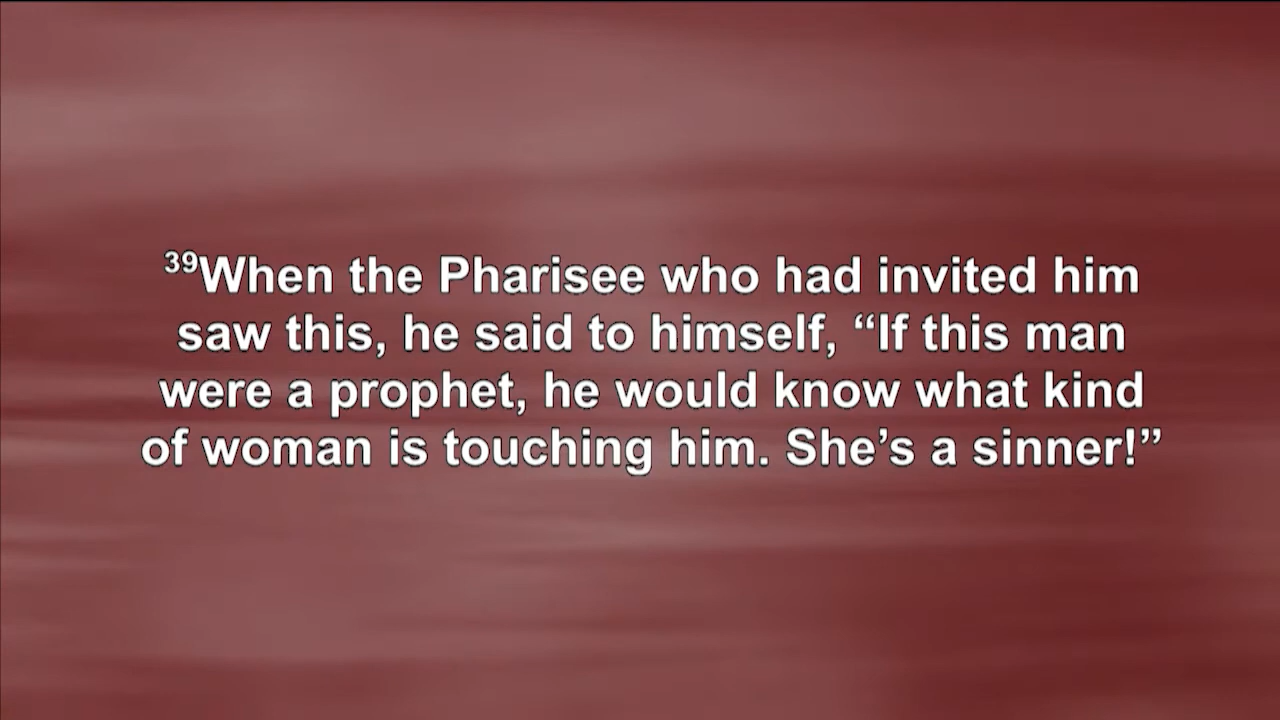 ³⁹When the Pharisee who had invited him
saw this, he said to himself, “If this man
were a prophet, he would know what kind
of woman is touching him. She’s a sinner!”